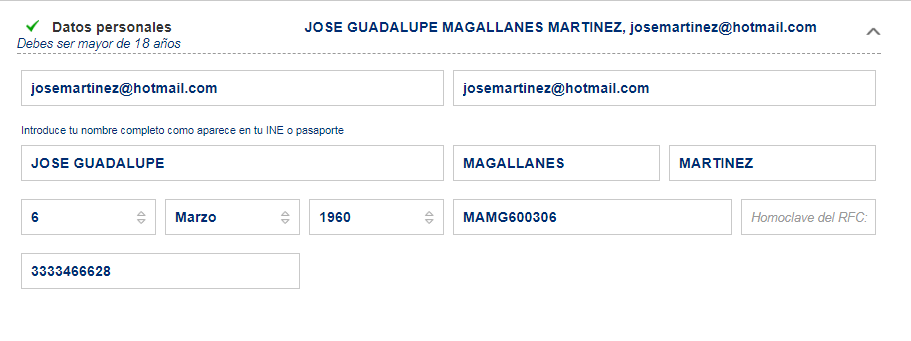 Datos personales
JOSE GUADALUPE MAGALLANES MARTINEZ, josemartinez@hotmail.com
Debes ser mayor de 18 años
josemartinez@hotmail.com
josemartinez@hotmail.com
Introduce tu nombre completo como aparece en tu INE o pasaporte
JOSE GUADALUPE
MAGALLANES
MARTINEZ
6
Marzo
1960
MAMG600306
Homoclave del RFC:
3333466628